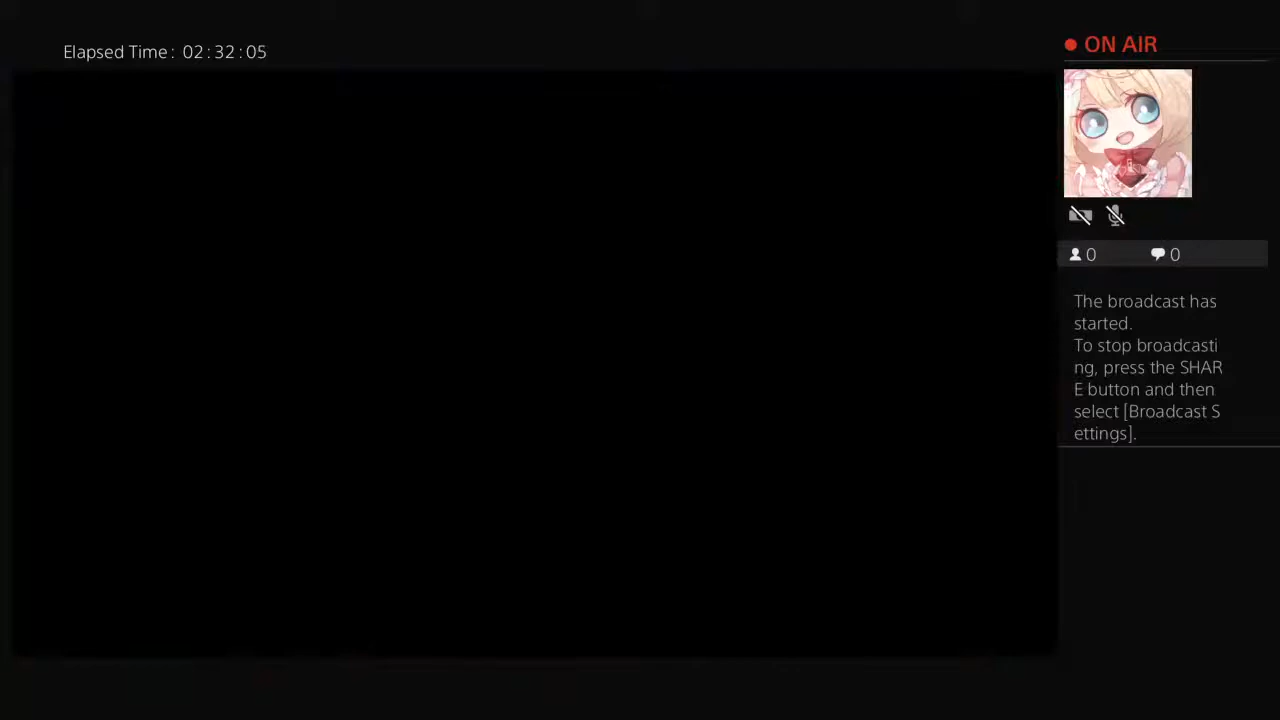 Elapsed Time: 02:32:05
ON AIR
0 0
The broadcast has
started.
To stop broadcasti
ng, press the SHAR
E button and then
select [Broadcast S
ettings].